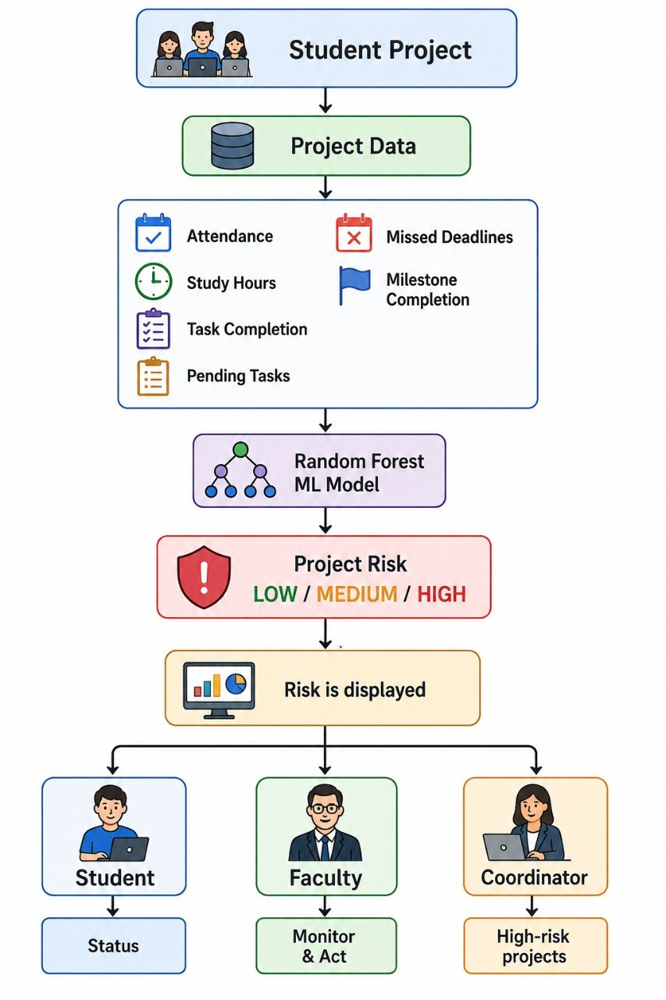 Student Project
Project Data
Attendance
Study Hours
Task Completion
Pending Tasks
Missed Deadlines
Milestone
Completion
Random Forest
ML Model
Project Risk
LOW / MEDIUM / HIGH
Risk is displayed
Student
Faculty
Coordinator
Status
Monitor
& Act
High-risk
projects